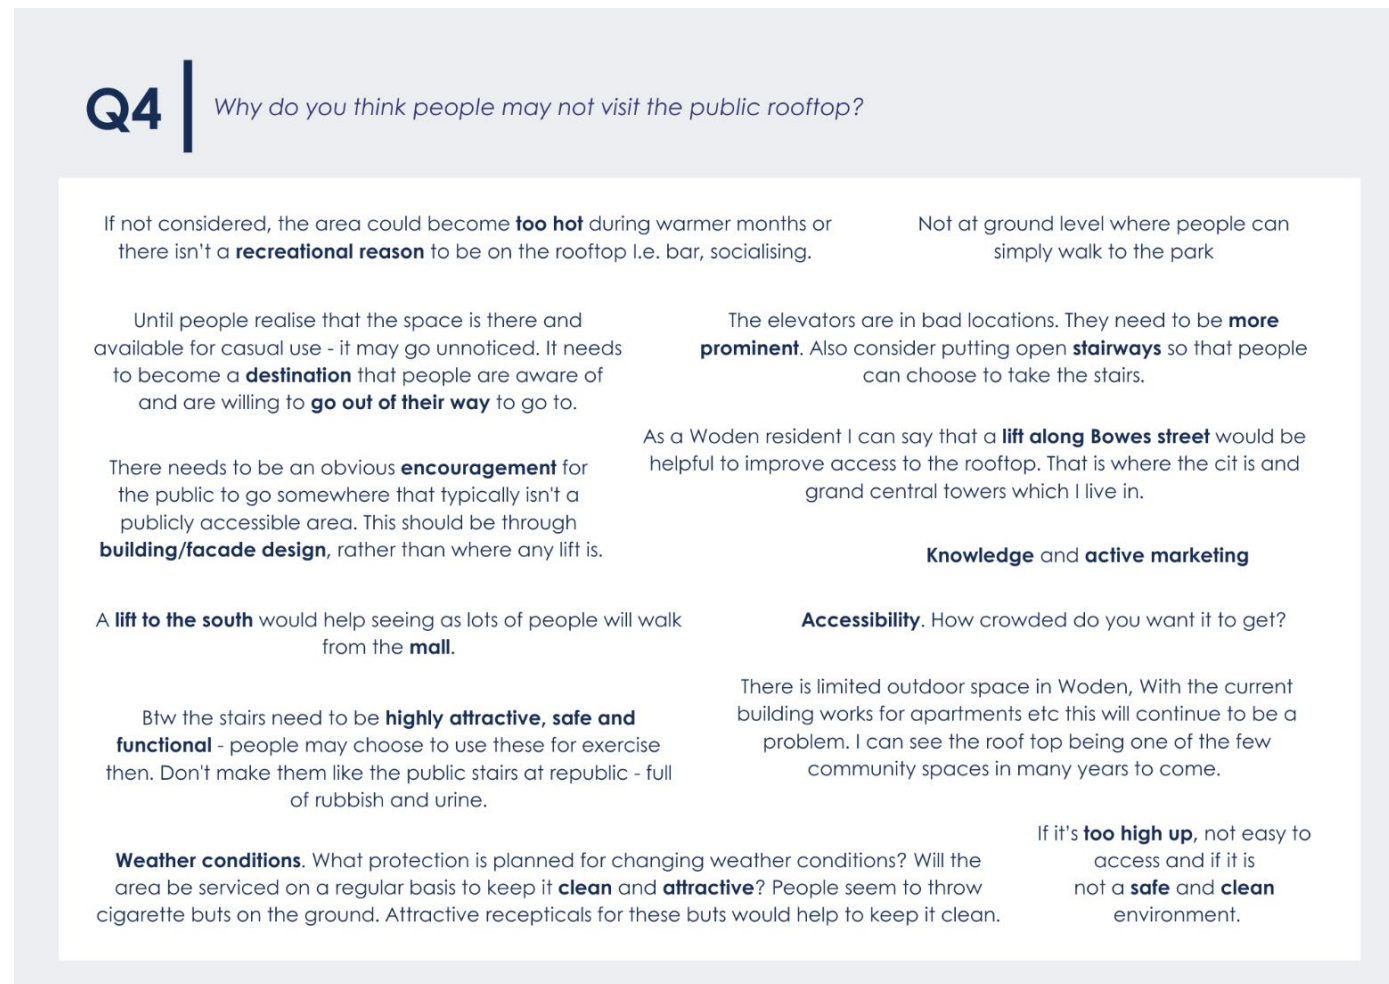 Q4
Why do you think people may not visit the public rooftop?
If not considered, the area could become too hot during warmer months or
there isn't a recreational reason to be on the rooftop I.e. bar, socialising.
Not at ground level where people can
simply walk to the park
Until people realise that the space is there and
available for casual use - it may go unnoticed. It needs
to become a destination that people are aware of
and are willing to go out of their way to go to.
The elevators are in bad locations. They need to be more
prominent. Also consider putting open stairways so that people
can choose to take the stairs.
As a Woden resident I can say that a lift along Bowes street would be
helpful to improve access to the rooftop. That is where the cit is and
grand central towers which I live in.
There needs to be an obvious encouragement for
the public to go somewhere that typically isn't a
publicly accessible area. This should be through
building/facade design, rather than where any lift is.
Knowledge and active marketing
A lift to the south would help seeing as lots of people will walk
from the mall.
Accessibility. How crowded do you want it to get?
There is limited outdoor space in Woden, With the current
building works for apartments etc this will continue to be a
problem. I can see the roof top being one of the few
community spaces in many years to come.
Btw the stairs need to be highly attractive, safe and
functional - people may choose to use these for exercise
then. Don't make them like the public stairs at republic - full
of rubbish and urine.
Weather conditions. What protection is planned for changing weather conditions? Will the
area be serviced on a regular basis to keep it clean and attractive? People seem to throw
cigarette buts on the ground. Attractive recepticals for these buts would help to keep it clean.
If it's too high up, not easy to
access and if it is
not a safe and clean
environment.